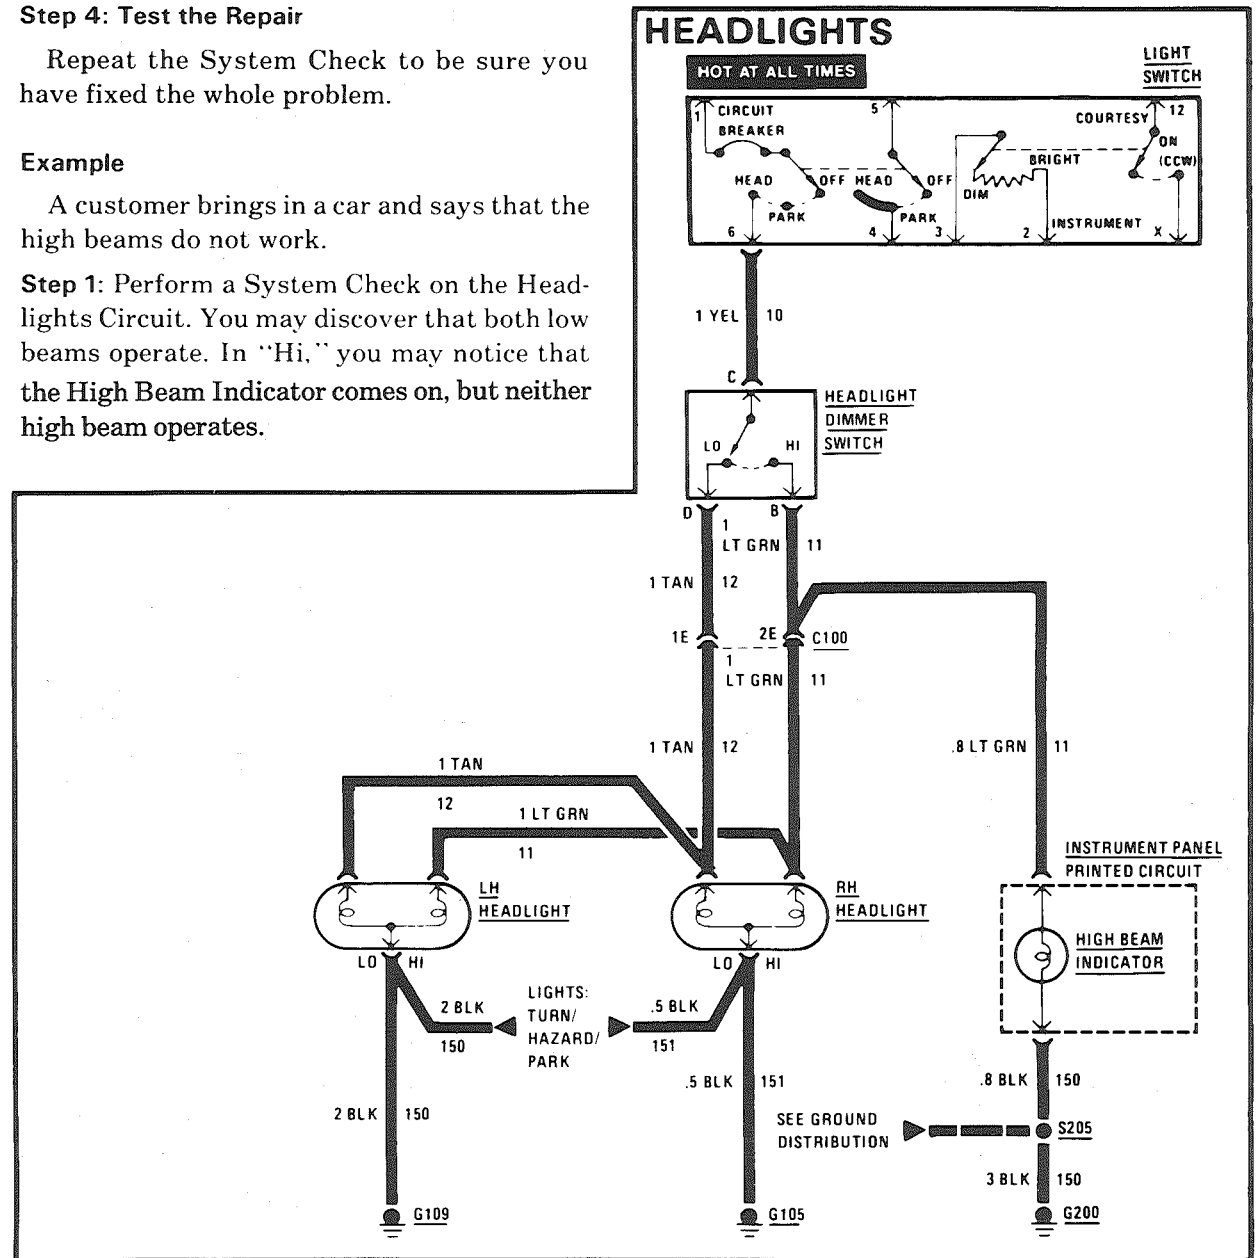 Step 4: Test the Repair
Repeat the System Check to be sure you
have fixed the whole problem.
Example
A customer brings in a car and says that the
high beams do not work.
Step 1: Perform a System Check on the Head-
lights Circuit. You may discover that both low
beams operate. In "Hi," you may notice that
the High Beam Indicator comes on, but neither
high beam operates.
HEADLIGHTS
HOT AT ALL TIMES
LIGHT
SWITCH
1
CIRCUIT
BREAKER
5
COURTESY
12
ON
(CCW)
BRIGHT
DIM
HEAD
OFF
PARK
HEAD
OFF
PARK
INSTRUMENT
6
4
3
2
X
1 YEL
10
C
HEADLIGHT
DIMMER
SWITCH
LO
HI
D
B
1
LT GRN
11
1 TAN
12
1E
2E
C100
1
LT GRN
11
1 TAN
12
.8 LT GRN
11
1 TAN
12
1 LT GRN
11
INSTRUMENT PANEL
PRINTED CIRCUIT
LH
HEADLIGHT
RH
HEADLIGHT
HIGH BEAM
INDICATOR
LO
HI
LO
HI
2 BLK
150
LIGHTS:
TURN/
HAZARD/
PARK
.5 BLK
151
.5 BLK
151
.8 BLK
150
2 BLK
150
SEE GROUND
DISTRIBUTION
S205
3 BLK
150
G109
G105
G200